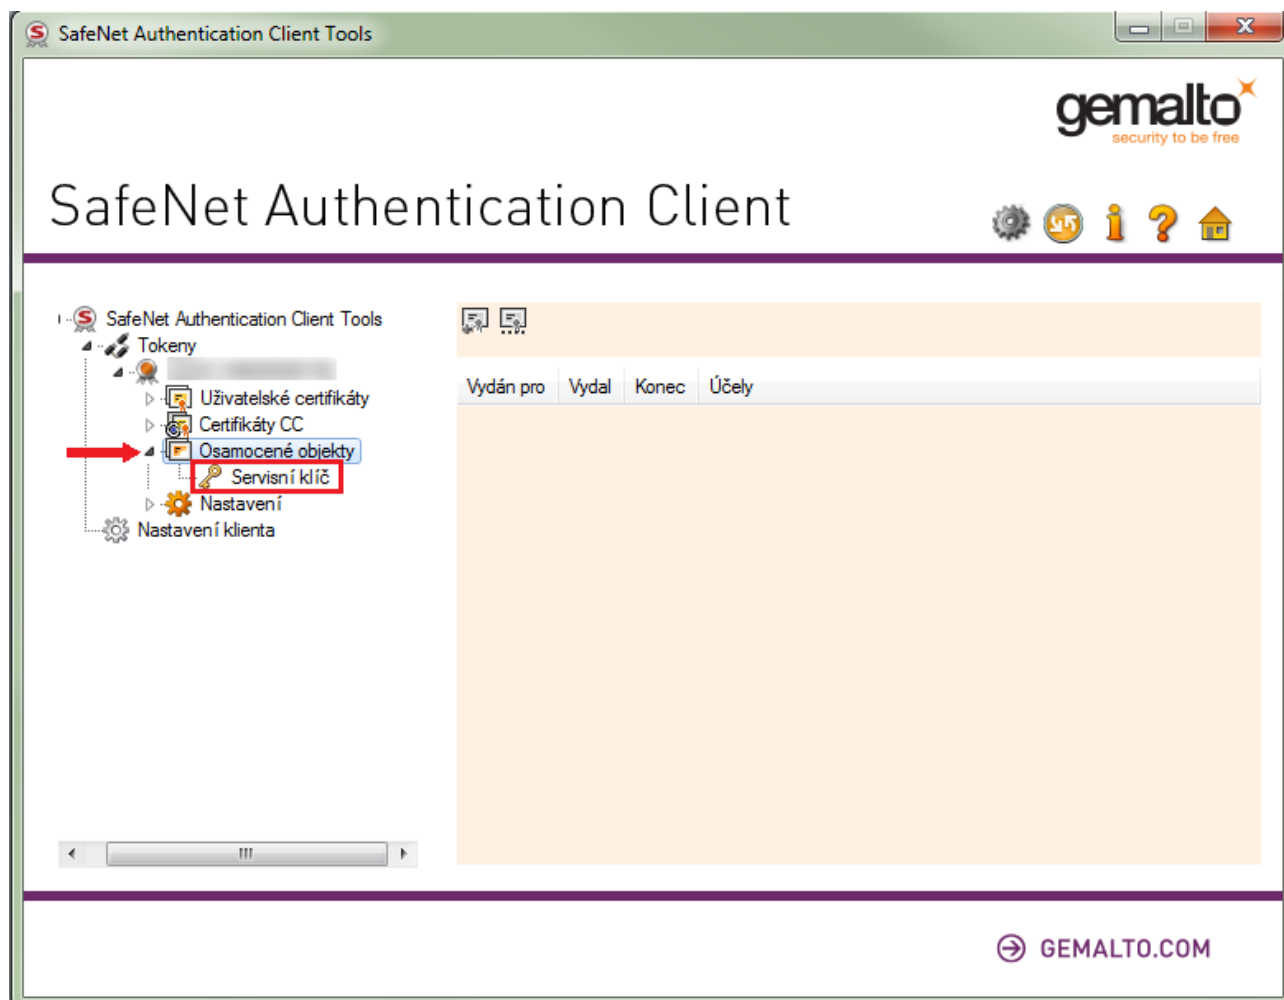 SafeNet Authentication Client Tools
gemalto
security to be free
SafeNet Authentication Client
SafeNet Authentication Client Tools
Tokeny
Uživatelské certifikáty
Certifikáty CC
Osamocené objekty
Servisní klíč
Nastavení
Nastavení klienta
Vydán pro Vydal Konec Účely
GEMALTO.COM